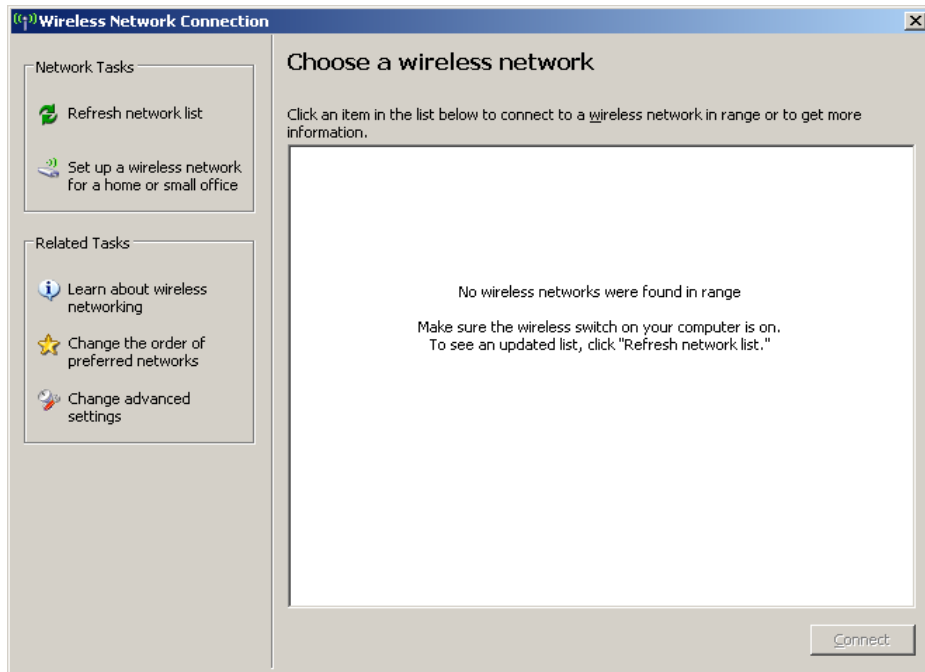 Wireless Network Connection
Network Tasks
Refresh network list
Set up a wireless network
for a home or small office
Related Tasks
Learn about wireless
networking
Change the order of
preferred networks
Change advanced
settings
Choose a wireless network
Click an item in the list below to connect to a wireless network in range or to get more
information.
No wireless networks were found in range
Make sure the wireless switch on your computer is on.
To see an updated list, click "Refresh network list."
Connect